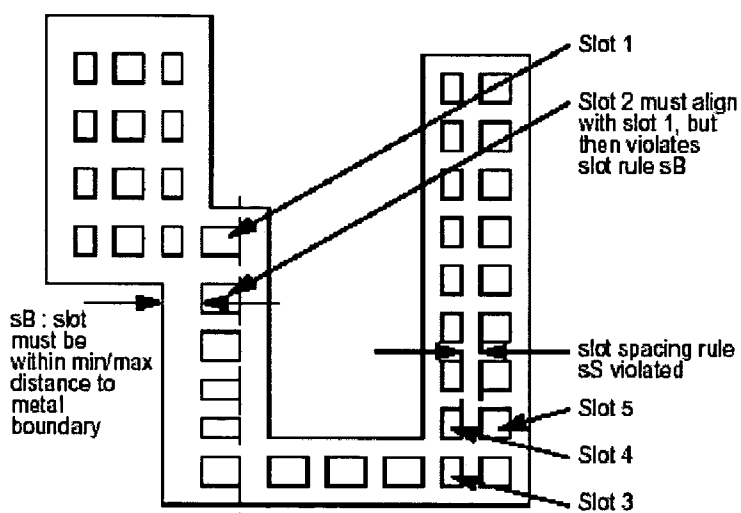 Slot 1
Slot 2 must align
with slot 1, but
then violates
slot rule sB
sB : slot
must be
within min/max
distance to
metal
boundary
slot spacing rule
sS violated
Slot 5
Slot 4
Slot 3